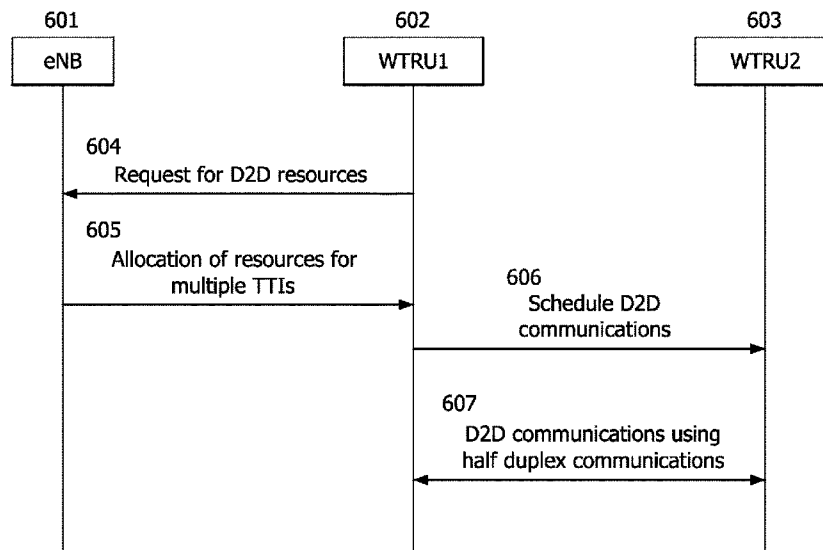 601
602
603
eNB
WTRU1
WTRU2
604
Request for D2D resources
605
Allocation of resources for
multiple TTIs
606
Schedule D2D
communications
607
D2D communications using
half duplex communications